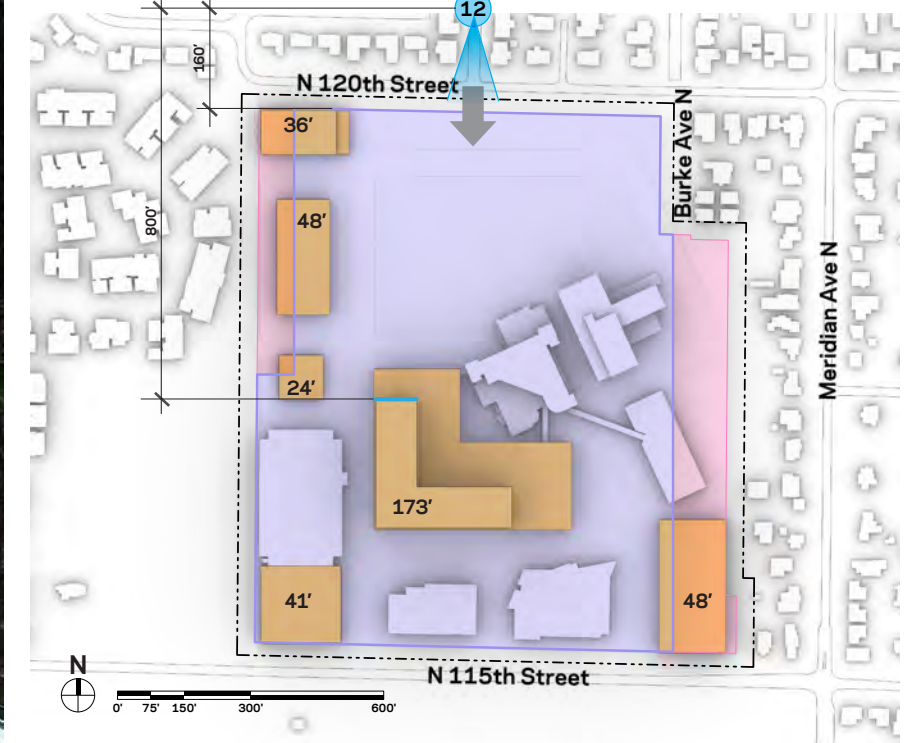 12
160'
N 120th Street
36'
Burke Ave N
48'
800'
Meridian Ave N
24'
173'
41'
48'
N
N 115th Street
0' 75' 150' 300' 600'